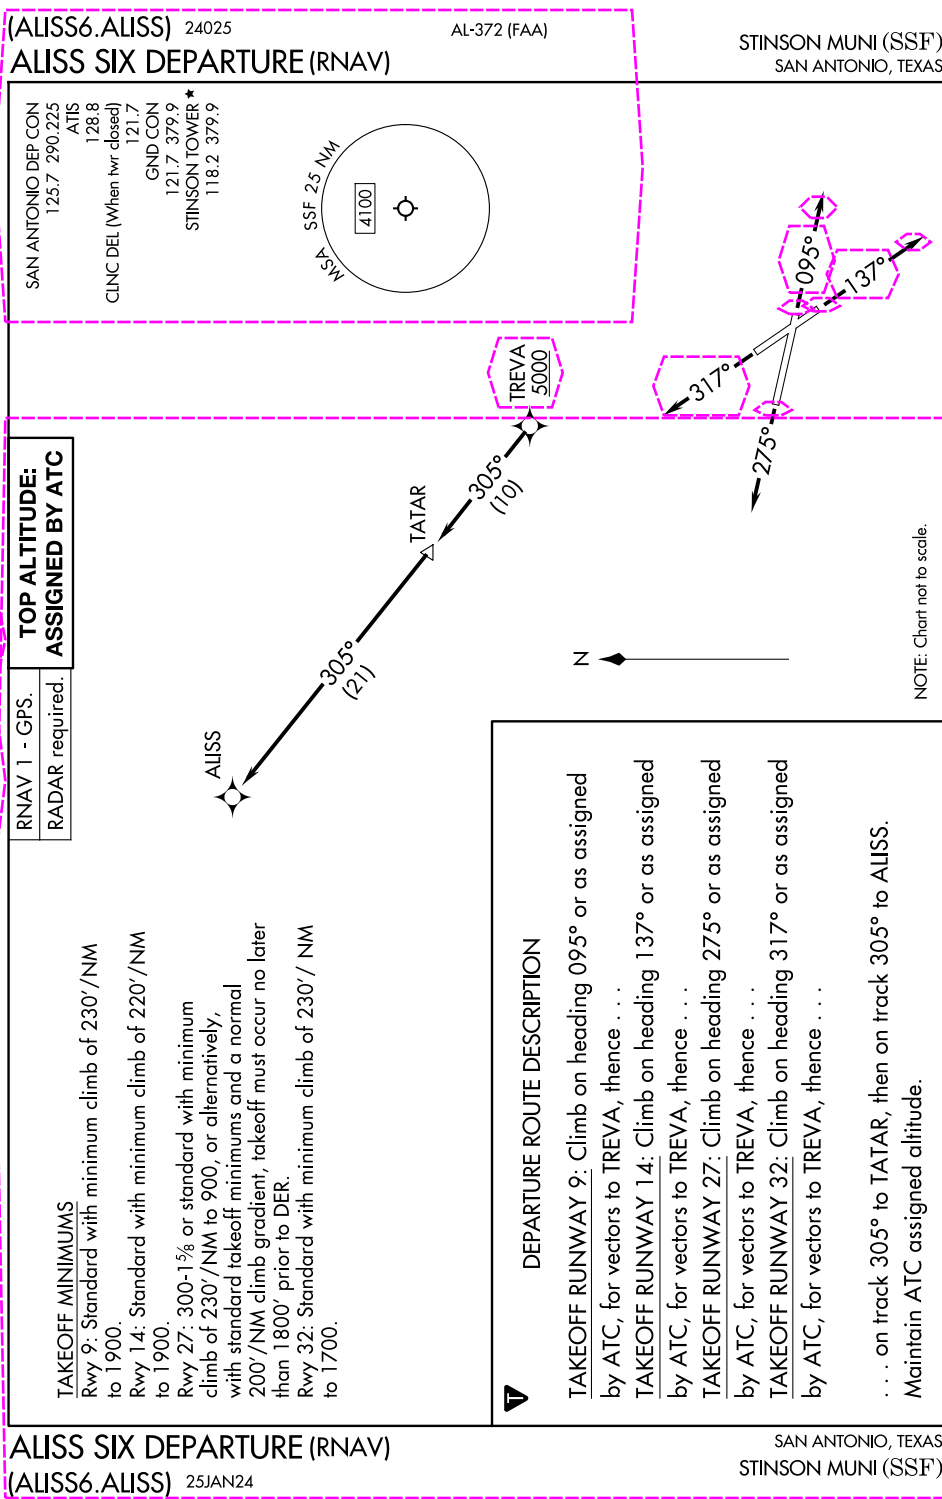 (ALISS6.ALISS) 24025
AL-372 (FAA)
STINSON MUNI (SSF)
ALISS SIX DEPARTURE (RNAV)
SAN ANTONIO, TEXAS
SAN ANTONIO DEP CON
125.7 290.225
ATIS
128.8
CLNC DEL (When twr closed)
121.7
GND CON
121.7 379.9
STINSON TOWER ★
118.2 379.9
MSA SSF 25 NM
4100
RNAV 1 - GPS.
RADAR required.
TOP ALTITUDE:
ASSIGNED BY ATC
TREVA
5000
TATAR
ALISS
305°
(10)
305°
(21)
095°
137°
317°
275°
N
NOTE: Chart not to scale.
TAKEOFF MINIMUMS
Rwy 9: Standard with minimum climb of 230'/NM
to 1900.
Rwy 14: Standard with minimum climb of 220'/NM
to 1900.
Rwy 27: 300-1⅝ or standard with minimum
climb of 230'/NM to 900, or alternatively,
with standard takeoff minimums and a normal
200'/NM climb gradient, takeoff must occur no later
than 1800' prior to DER.
Rwy 32: Standard with minimum climb of 230'/ NM
to 1700.
T
DEPARTURE ROUTE DESCRIPTION
TAKEOFF RUNWAY 9: Climb on heading 095° or as assigned
by ATC, for vectors to TREVA, thence . . .
TAKEOFF RUNWAY 14: Climb on heading 137° or as assigned
by ATC, for vectors to TREVA, thence . . .
TAKEOFF RUNWAY 27: Climb on heading 275° or as assigned
by ATC, for vectors to TREVA, thence . . .
TAKEOFF RUNWAY 32: Climb on heading 317° or as assigned
by ATC, for vectors to TREVA, thence . . .
. . . on track 305° to TATAR, then on track 305° to ALISS.
Maintain ATC assigned altitude.
ALISS SIX DEPARTURE (RNAV)
SAN ANTONIO, TEXAS
(ALISS6.ALISS) 25JAN24
STINSON MUNI (SSF)